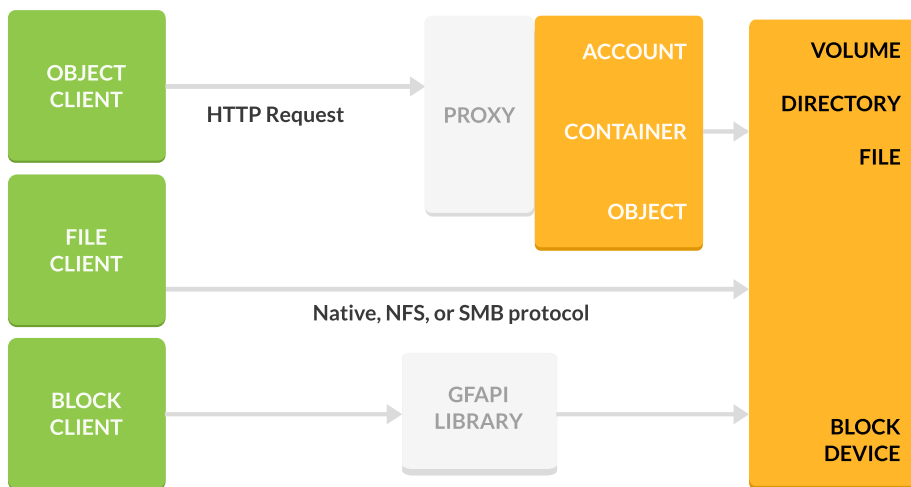 OBJECT
CLIENT
HTTP Request
PROXY
ACCOUNT
CONTAINER
OBJECT
VOLUME
DIRECTORY
FILE
FILE
CLIENT
Native, NFS, or SMB protocol
BLOCK
CLIENT
GFAPI
LIBRARY
BLOCK
DEVICE